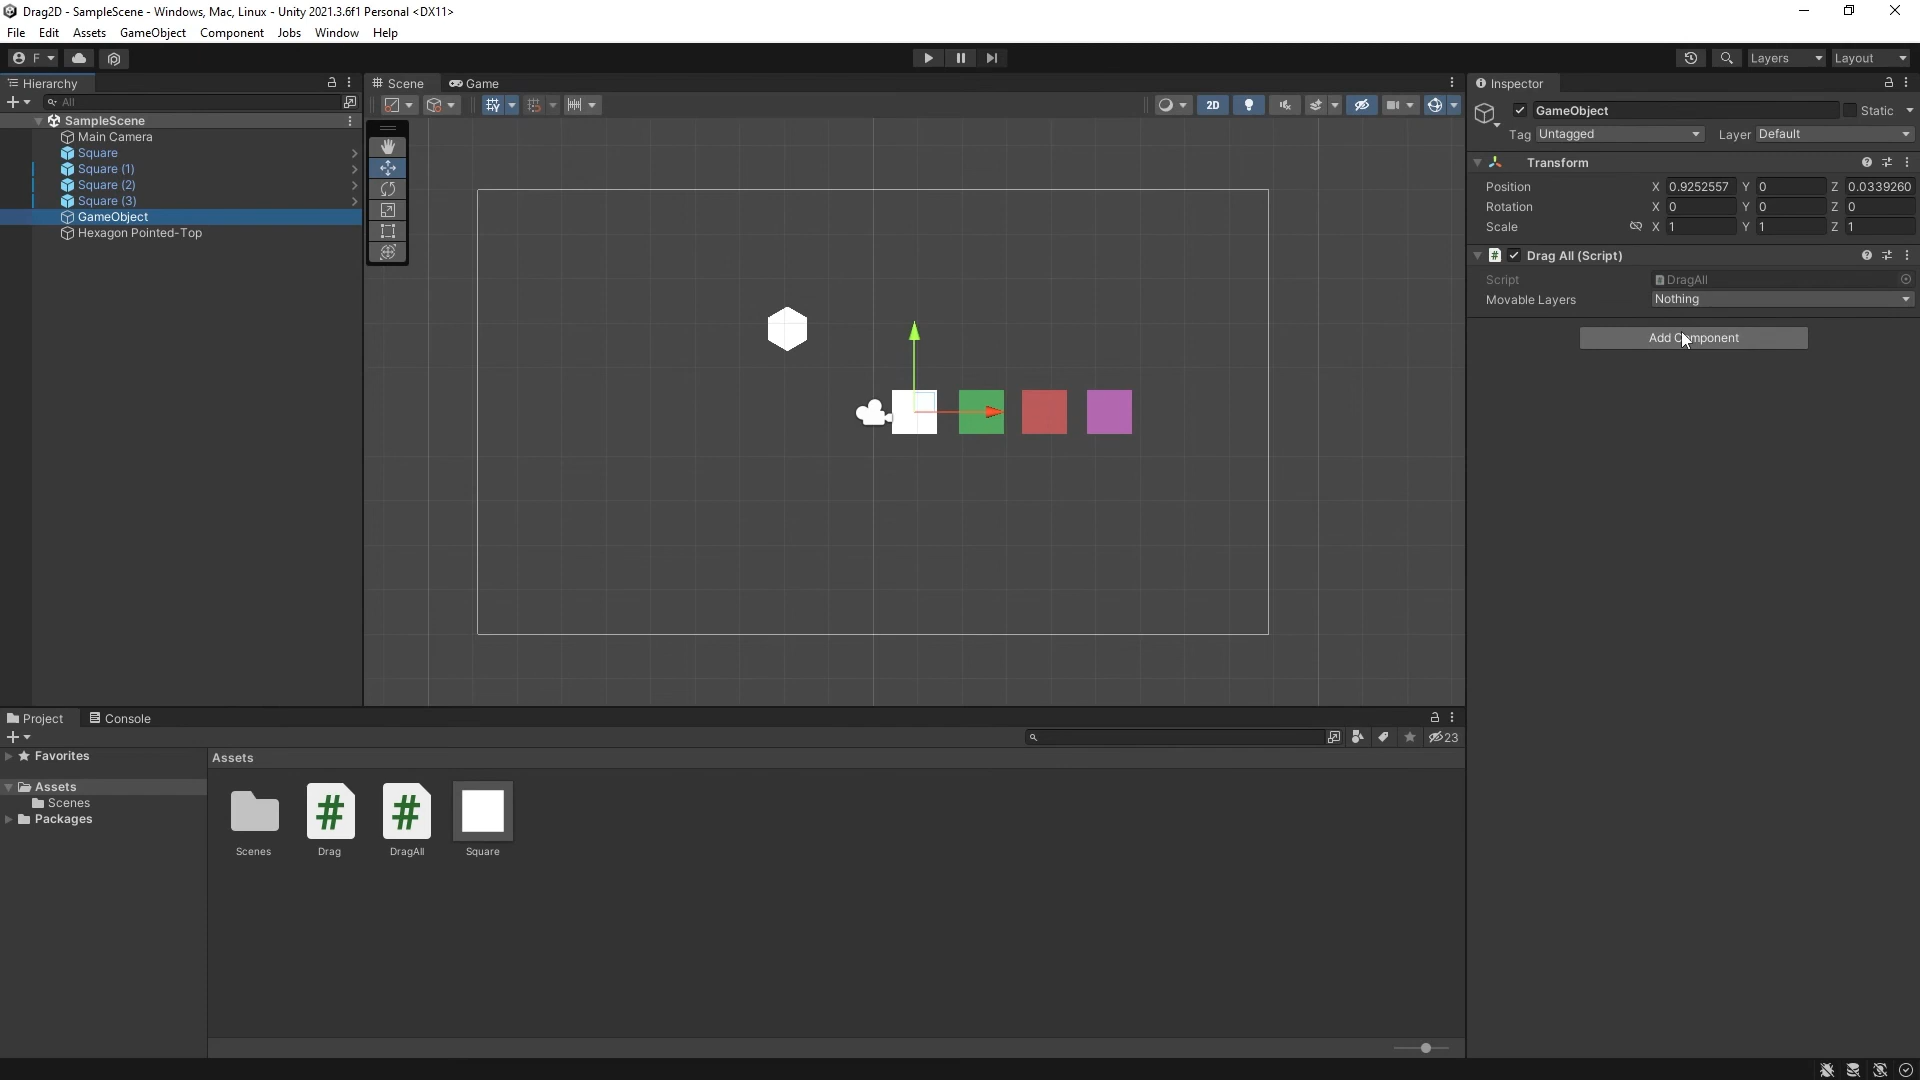 Drag2D - SampleScene - Windows, Mac, Linux - Unity 2021.3.6f1 Personal <DX11>
File Edit Assets GameObject Component Jobs Window Help
F Layers Layout
Hierarchy
All
SampleScene
Main Camera
Square
Square (1)
Square (2)
Square (3)
GameObject
Hexagon Pointed-Top
Scene Game
2D
Inspector
GameObject Static
Tag Untagged Layer Default
Transform
Position X 0.9252557 Y 0 Z 0.0339260
Rotation X 0 Y 0 Z 0
Scale X 1 Y 1 Z 1
# Drag All (Script)
Script DragAll
Movable Layers Nothing
Add Component
Project Console
23
Favorites
Assets
Scenes
Packages
Assets
# #
Scenes Drag DragAll Square